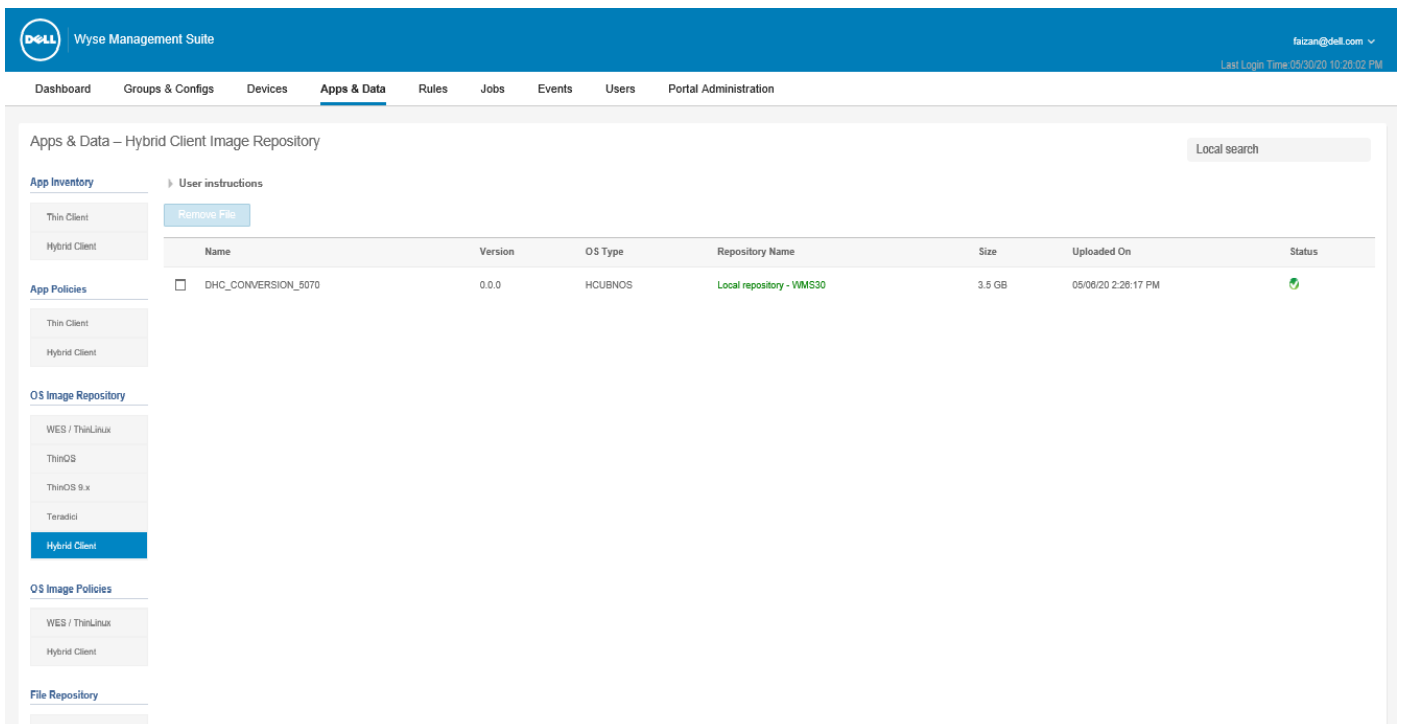 DELL
Wyse Management Suite
faizan@dell.com
Last Login Time:05/30/20 10:26:02 PM
Dashboard Groups & Configs Devices Apps & Data Rules Jobs Events Users Portal Administration
Apps & Data – Hybrid Client Image Repository
Local search
App Inventory
Thin Client
Hybrid Client
App Policies
Thin Client
Hybrid Client
OS Image Repository
WES / ThinLinux
ThinOS
ThinOS 9.x
Teradici
Hybrid Client
OS Image Policies
WES / ThinLinux
Hybrid Client
File Repository
User instructions
Remove File
Name Version OS Type Repository Name Size Uploaded On Status
DHC_CONVERSION_5070 0.0.0 HCUBNOS Local repository - WMS30 3.5 GB 05/06/20 2:26:17 PM